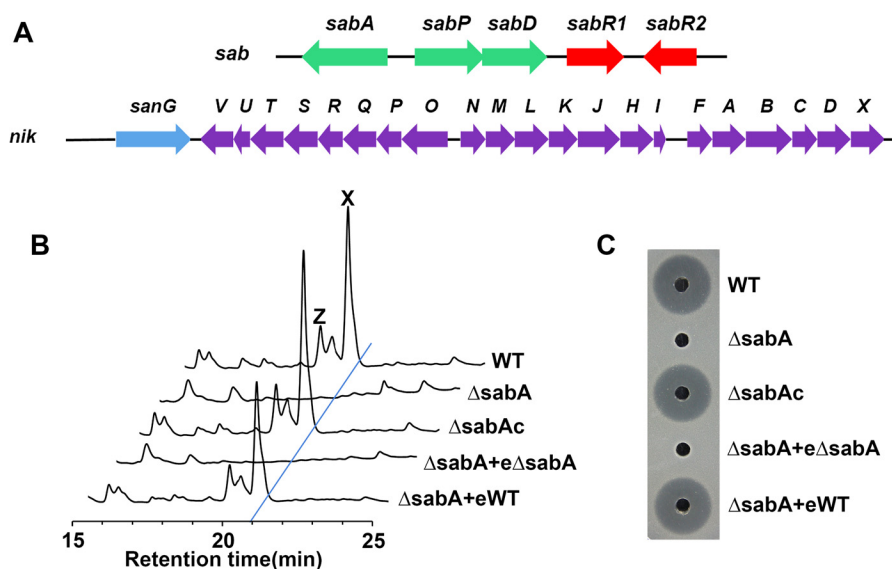 A
sabA sabP sabD sabR1 sabR2
sab
sanG V U T S R Q P O N M L K J H I F A B C D X
nik
B
X
Z
WT
ΔsabA
ΔsabAc
ΔsabA+eΔsabA
ΔsabA+eWT
15 20 25
Retention time(min)
C
WT
ΔsabA
ΔsabAc
ΔsabA+eΔsabA
ΔsabA+eWT